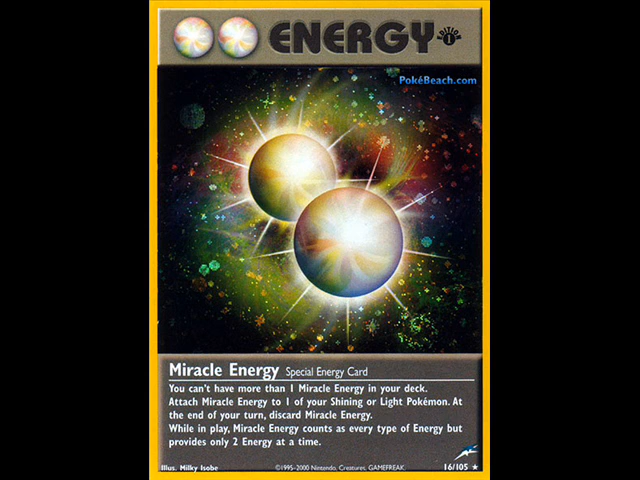 ENERGY
EDITION 1
PokéBeach.com
Miracle Energy Special Energy Card
You can't have more than 1 Miracle Energy in your deck.
Attach Miracle Energy to 1 of your Shining or Light Pokémon. At
the end of your turn, discard Miracle Energy.
While in play, Miracle Energy counts as every type of Energy but
provides only 2 Energy at a time.
Illus. Milky Isobe ©1995-2000 Nintendo, Creatures, GAMEFREAK. 16/105 ★